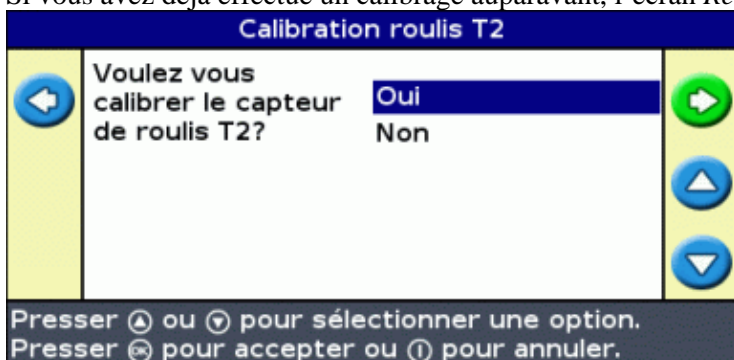 Si vous avez déjà effectué un calibrage auparavant, l'écran
Calibration roulis T2
Voulez vous
calibrer le capteur
de roulis T2?
Oui
Non
Presser ou pour sélectionner une option.
Presser OK pour accepter ou pour annuler.